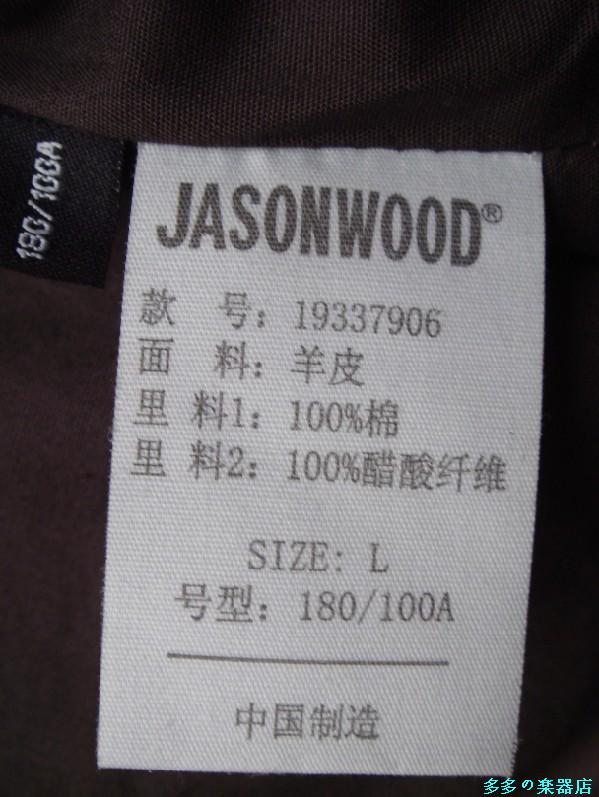 180/100A
JASONWOOD®
款 号: 19337906
面 料: 羊皮
里 料1: 100%棉
里 料2: 100%醋酸纤维
SIZE: L
号型: 180/100A
中国制造
多多の楽器店